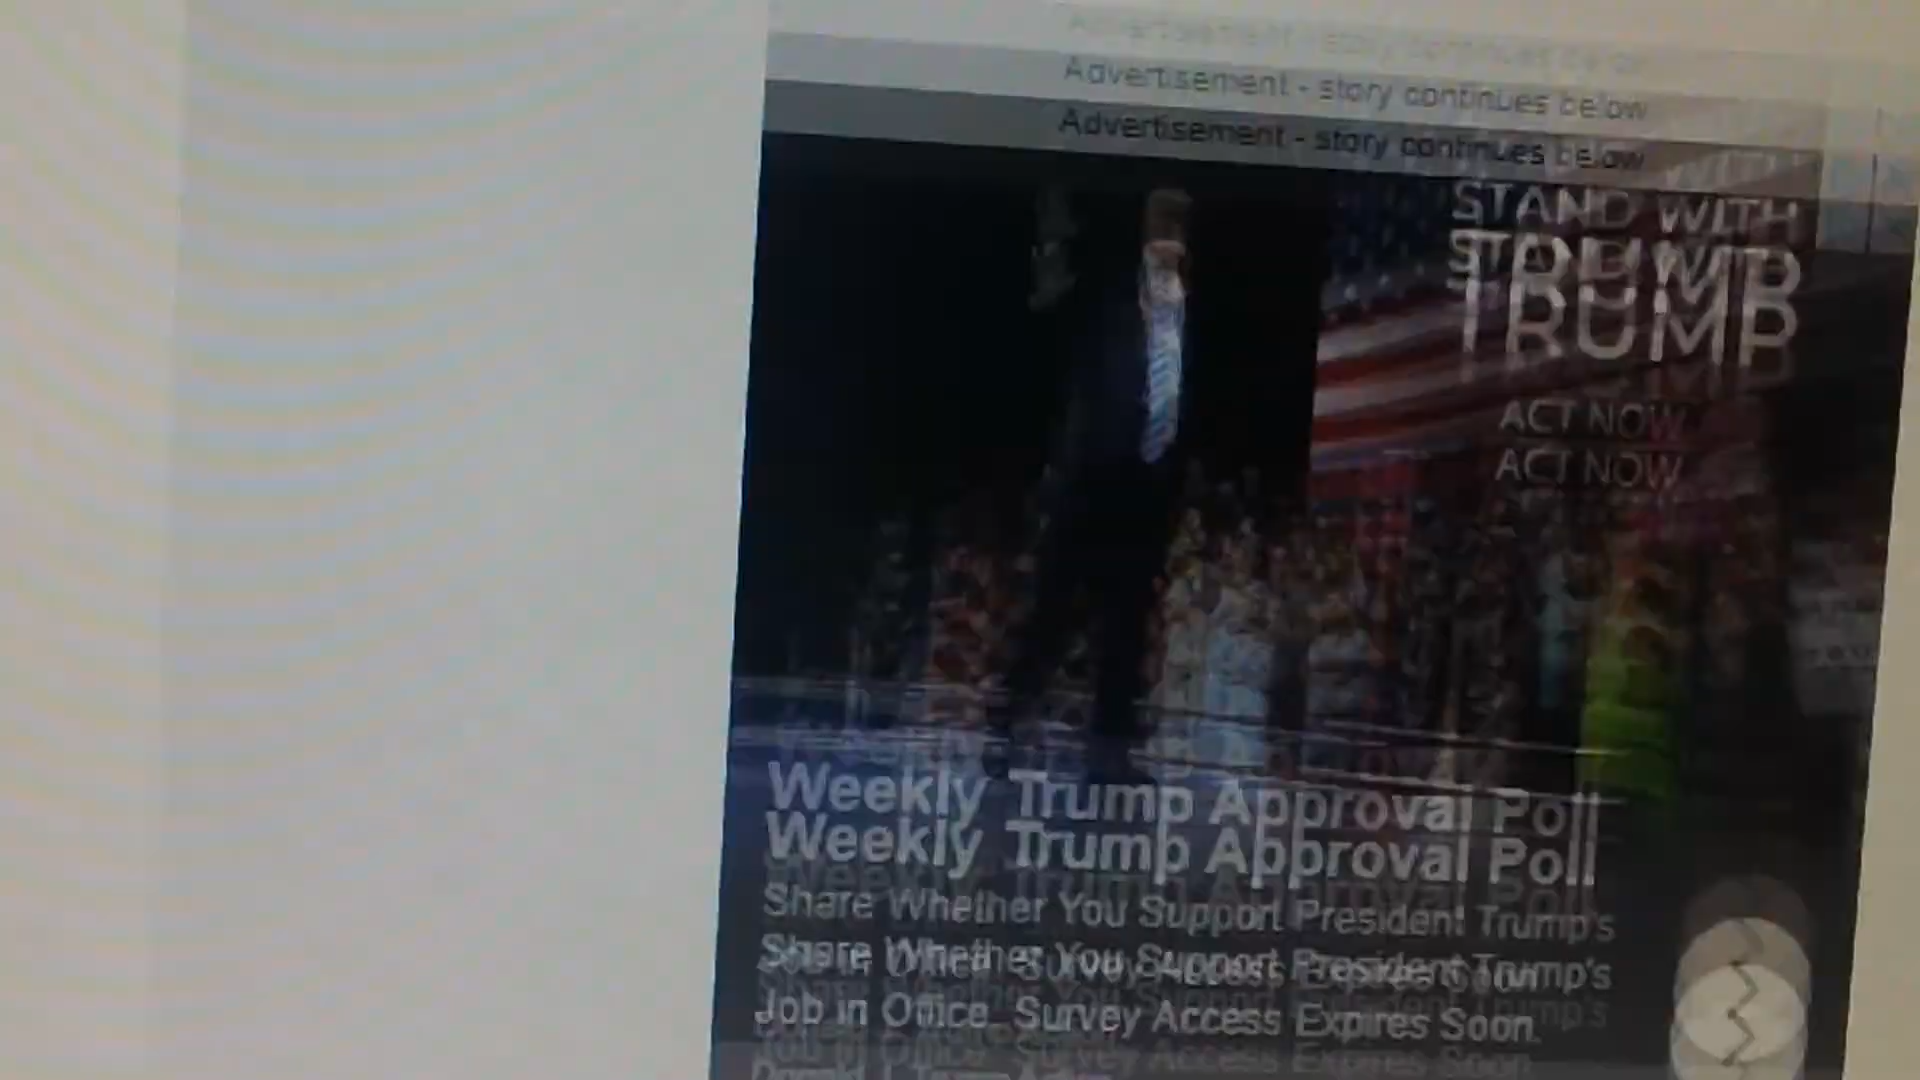 Advertisement - story continues below
STAND WITH
TRUMP
ACT NOW
Weekly Trump Approval Poll
Share Whether You Support President Trump's
Job in Office. Survey Access Expires Soon.